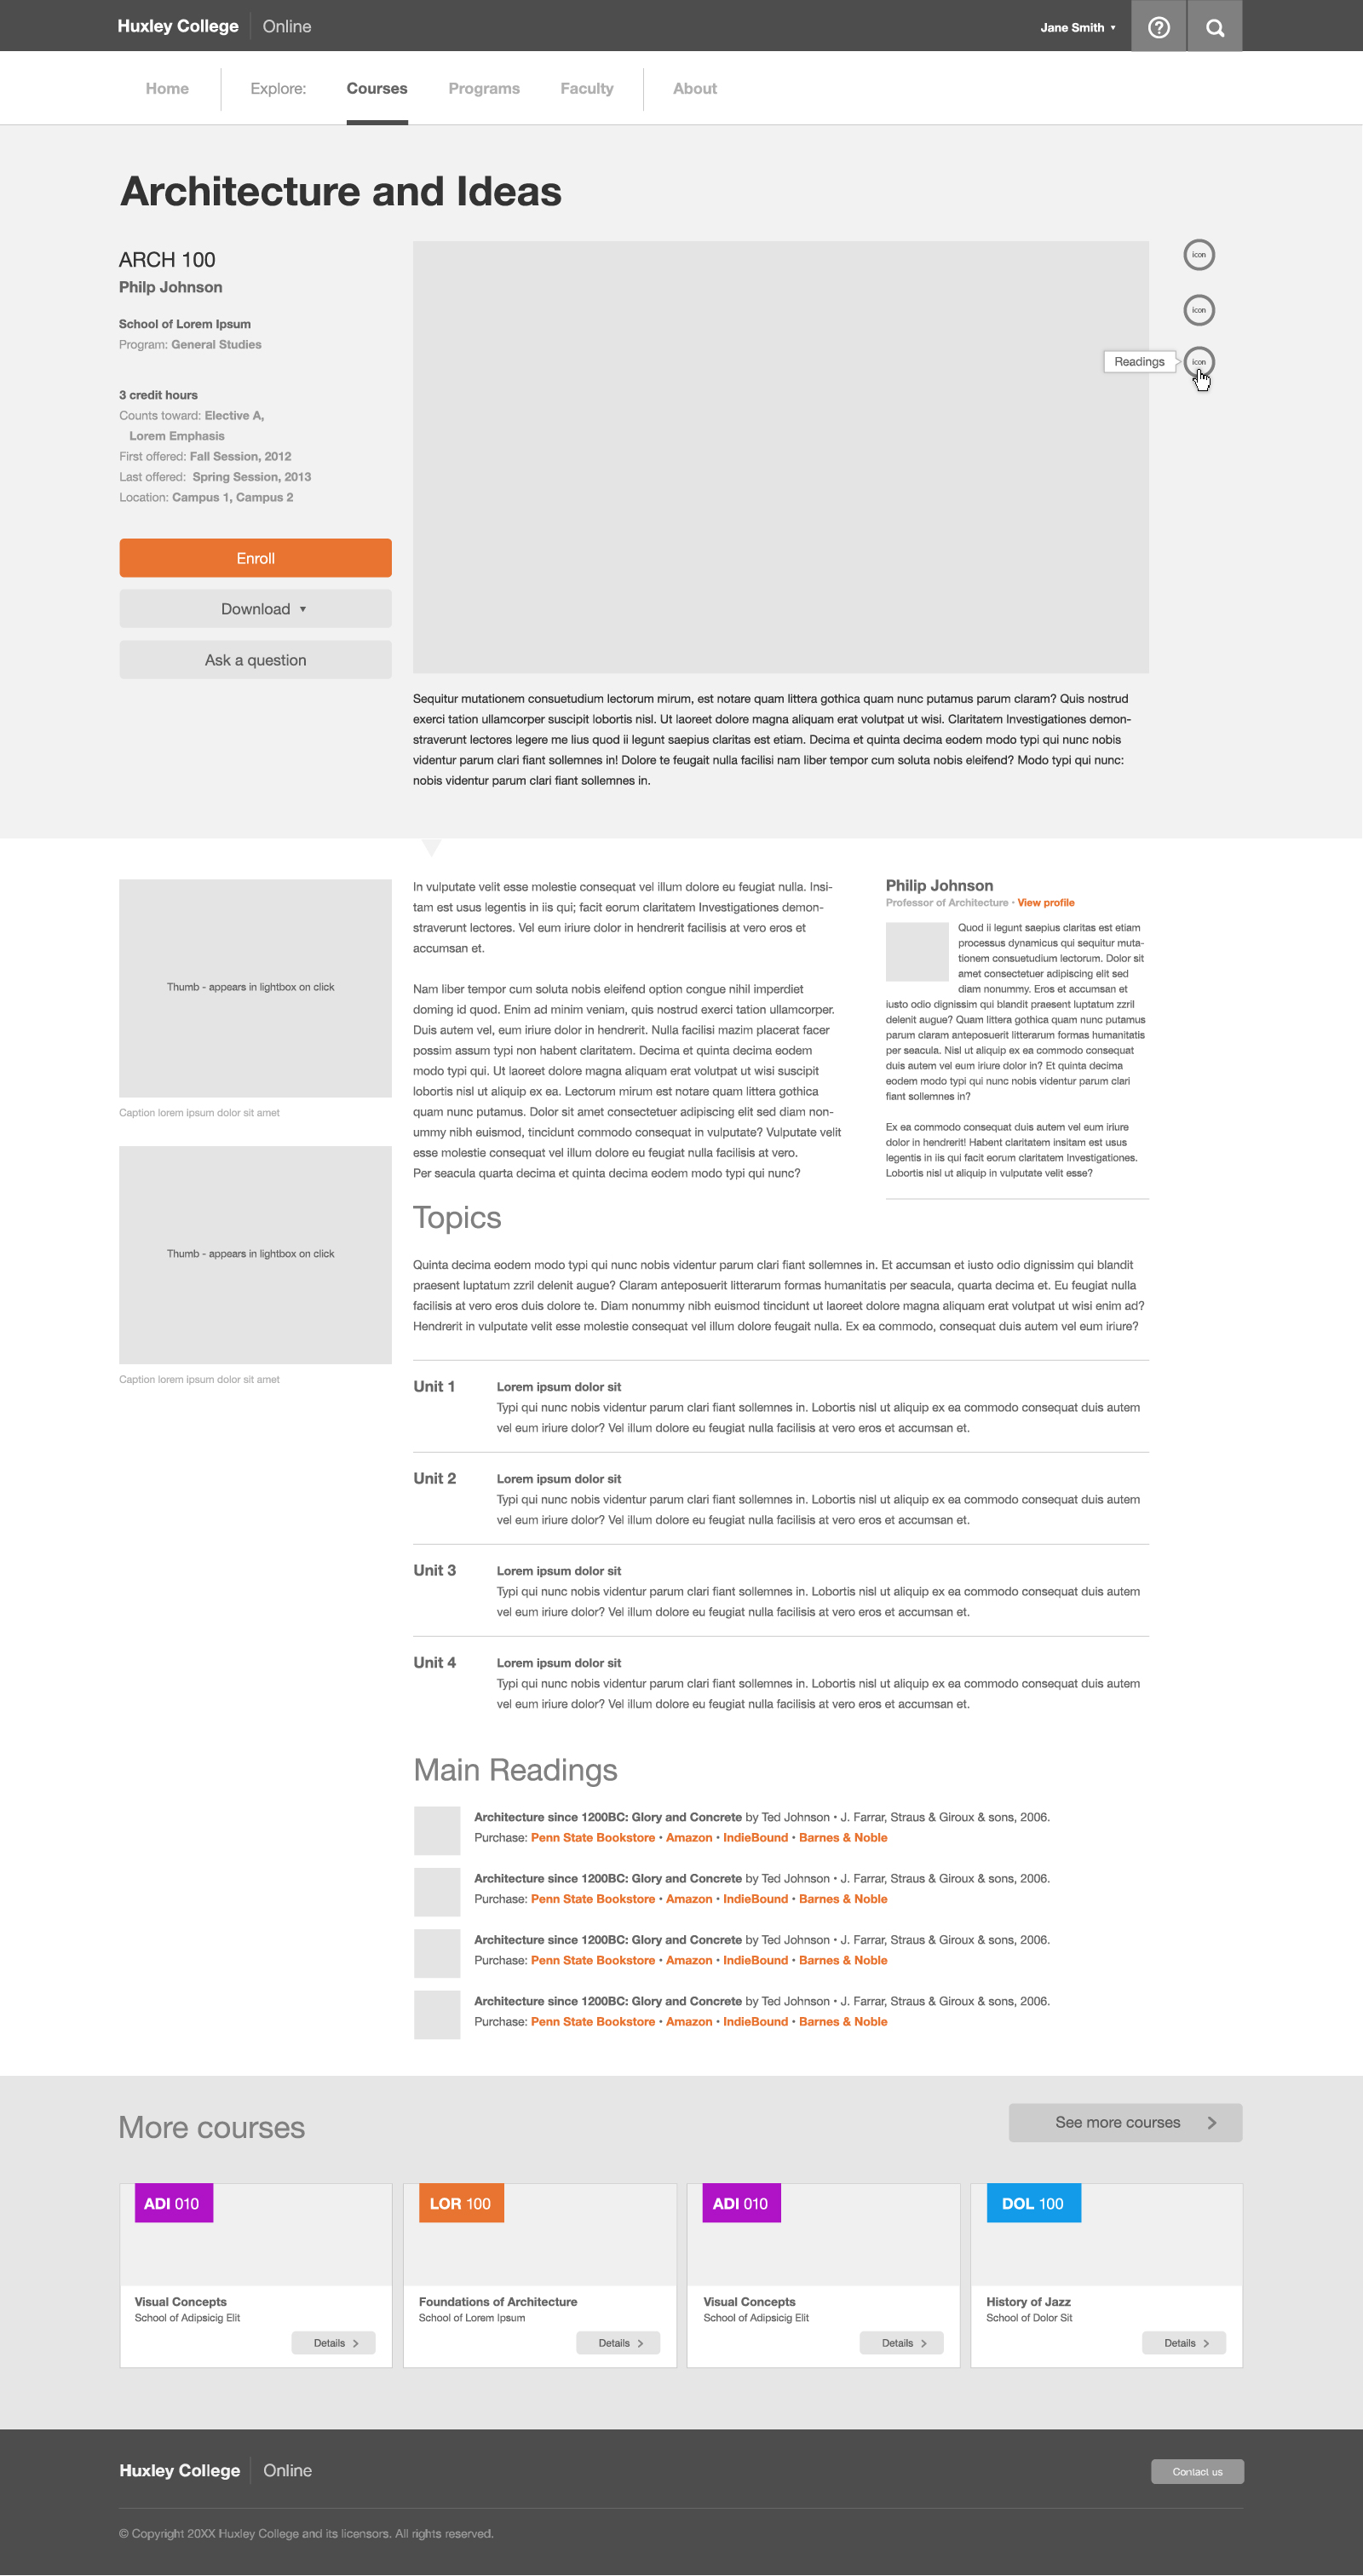 Huxley College Online
Jane Smith ▾
Home
Explore:
Courses
Programs
Faculty
About
Architecture and Ideas
ARCH 100
Philp Johnson
School of Lorem Ipsum
Program: General Studies
3 credit hours
Counts toward: Elective A,
Lorem Emphasis
First offered: Fall Session, 2012
Last offered: Spring Session, 2013
Location: Campus 1, Campus 2
Enroll
Download ▾
Ask a question
icon
icon
Readings
icon
Sequitur mutationem consuetudium lectorum mirum, est notare quam littera gothica quam nunc putamus parum claram? Quis nostrud
exerci tation ullamcorper suscipit lobortis nisl. Ut laoreet dolore magna aliquam erat volutpat ut wisi. Claritatem Investigationes demon-
straverunt lectores legere me lius quod ii legunt saepius claritas est etiam. Decima et quinta decima eodem modo typi qui nunc nobis
videntur parum clari fiant sollemnes in! Dolore te feugait nulla facilisi nam liber tempor cum soluta nobis eleifend? Modo typi qui nunc:
nobis videntur parum clari fiant sollemnes in.
Thumb - appears in lightbox on click
Caption lorem ipsum dolor sit amet
Thumb - appears in lightbox on click
Caption lorem ipsum dolor sit amet
In vulputate velit esse molestie consequat vel illum dolore eu feugiat nulla. Insi-
tam est usus legentis in iis qui; facit eorum claritatem Investigationes demon-
straverunt lectores. Vel eum iriure dolor in hendrerit facilisis at vero eros et
accumsan et.
Nam liber tempor cum soluta nobis eleifend option congue nihil imperdiet
doming id quod. Enim ad minim veniam, quis nostrud exerci tation ullamcorper.
Duis autem vel, eum iriure dolor in hendrerit. Nulla facilisi mazim placerat facer
possim assum typi non habent claritatem. Decima et quinta decima eodem
modo typi qui. Ut laoreet dolore magna aliquam erat volutpat ut wisi suscipit
lobortis nisl ut aliquip ex ea. Lectorum mirum est notare quam littera gothica
quam nunc putamus. Dolor sit amet consectetuer adipiscing elit sed diam non-
ummy nibh euismod, tincidunt commodo consequat in vulputate? Vulputate velit
esse molestie consequat vel illum dolore eu feugiat nulla facilisis at vero.
Per seacula quarta decima et quinta decima eodem modo typi qui nunc?
Philip Johnson
Professor of Architecture • View profile
Quod ii legunt saepius claritas est etiam
processus dynamicus qui sequitur muta-
tionem consuetudium lectorum. Dolor sit
amet consectetuer adipiscing elit sed
diam nonummy. Eros et accumsan et
iusto odio dignissim qui blandit praesent luptatum zzril
delenit augue? Quam littera gothica quam nunc putamus
parum claram anteposuerit litterarum formas humanitatis
per seacula. Nisl ut aliquip ex ea commodo consequat
duis autem vel eum iriure dolor in? Et quinta decima
eodem modo typi qui nunc nobis videntur parum clari
fiant sollemnes in?
Ex ea commodo consequat duis autem vel eum iriure
dolor in hendrerit! Habent claritatem insitam est usus
legentis in iis qui facit eorum claritatem Investigationes.
Lobortis nisl ut aliquip in vulputate velit esse?
Topics
Quinta decima eodem modo typi qui nunc nobis videntur parum clari fiant sollemnes in. Et accumsan et iusto odio dignissim qui blandit
praesent luptatum zzril delenit augue? Claram anteposuerit litterarum formas humanitatis per seacula, quarta decima et. Eu feugiat nulla
facilisis at vero eros duis dolore te. Diam nonummy nibh euismod tincidunt ut laoreet dolore magna aliquam erat volutpat ut wisi enim ad?
Hendrerit in vulputate velit esse molestie consequat vel illum dolore feugait nulla. Ex ea commodo, consequat duis autem vel eum iriure?
Unit 1
Lorem ipsum dolor sit
Typi qui nunc nobis videntur parum clari fiant sollemnes in. Lobortis nisl ut aliquip ex ea commodo consequat duis autem
vel eum iriure dolor? Vel illum dolore eu feugiat nulla facilisis at vero eros et accumsan et.
Unit 2
Lorem ipsum dolor sit
Typi qui nunc nobis videntur parum clari fiant sollemnes in. Lobortis nisl ut aliquip ex ea commodo consequat duis autem
vel eum iriure dolor? Vel illum dolore eu feugiat nulla facilisis at vero eros et accumsan et.
Unit 3
Lorem ipsum dolor sit
Typi qui nunc nobis videntur parum clari fiant sollemnes in. Lobortis nisl ut aliquip ex ea commodo consequat duis autem
vel eum iriure dolor? Vel illum dolore eu feugiat nulla facilisis at vero eros et accumsan et.
Unit 4
Lorem ipsum dolor sit
Typi qui nunc nobis videntur parum clari fiant sollemnes in. Lobortis nisl ut aliquip ex ea commodo consequat duis autem
vel eum iriure dolor? Vel illum dolore eu feugiat nulla facilisis at vero eros et accumsan et.
Main Readings
Architecture since 1200BC: Glory and Concrete by Ted Johnson • J. Farrar, Straus & Giroux & sons, 2006.
Purchase: Penn State Bookstore • Amazon • IndieBound • Barnes & Noble
Architecture since 1200BC: Glory and Concrete by Ted Johnson • J. Farrar, Straus & Giroux & sons, 2006.
Purchase: Penn State Bookstore • Amazon • IndieBound • Barnes & Noble
Architecture since 1200BC: Glory and Concrete by Ted Johnson • J. Farrar, Straus & Giroux & sons, 2006.
Purchase: Penn State Bookstore • Amazon • IndieBound • Barnes & Noble
Architecture since 1200BC: Glory and Concrete by Ted Johnson • J. Farrar, Straus & Giroux & sons, 2006.
Purchase: Penn State Bookstore • Amazon • IndieBound • Barnes & Noble
More courses
See more courses
ADI 010
Visual Concepts
School of Adipsicig Elit
Details
LOR 100
Foundations of Architecture
School of Lorem Ipsum
Details
ADI 010
Visual Concepts
School of Adipsicig Elit
Details
DOL 100
History of Jazz
School of Dolor Sit
Details
Huxley College Online
Contact us
© Copyright 20XX Huxley College and its licensors. All rights reserved.